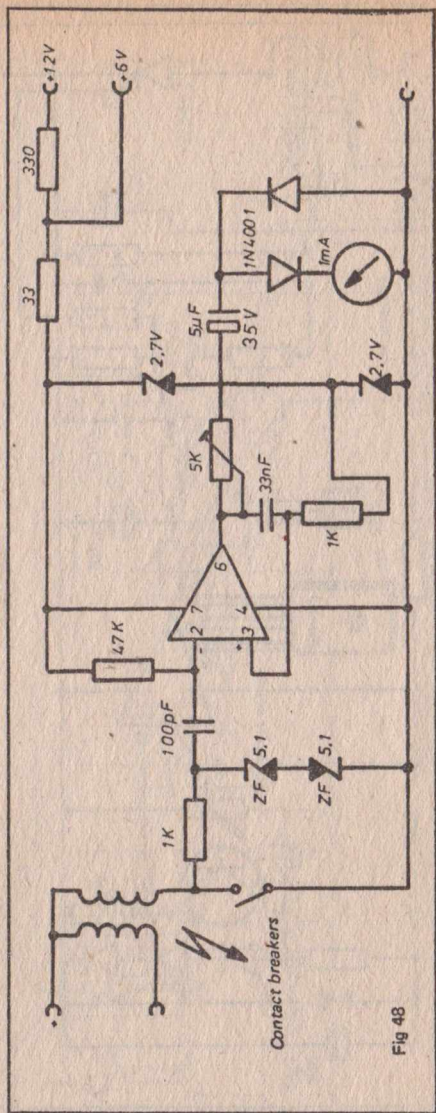 +
330
+12V
33
+6V
47K
2,7V
1K
100pF
2
-
7
6
5K
5µF
35V
1N4001
3
+
4
33nF
1mA
ZF 5,1
ZF 5,1
1K
2,7V
Contact breakers
-
Fig 48